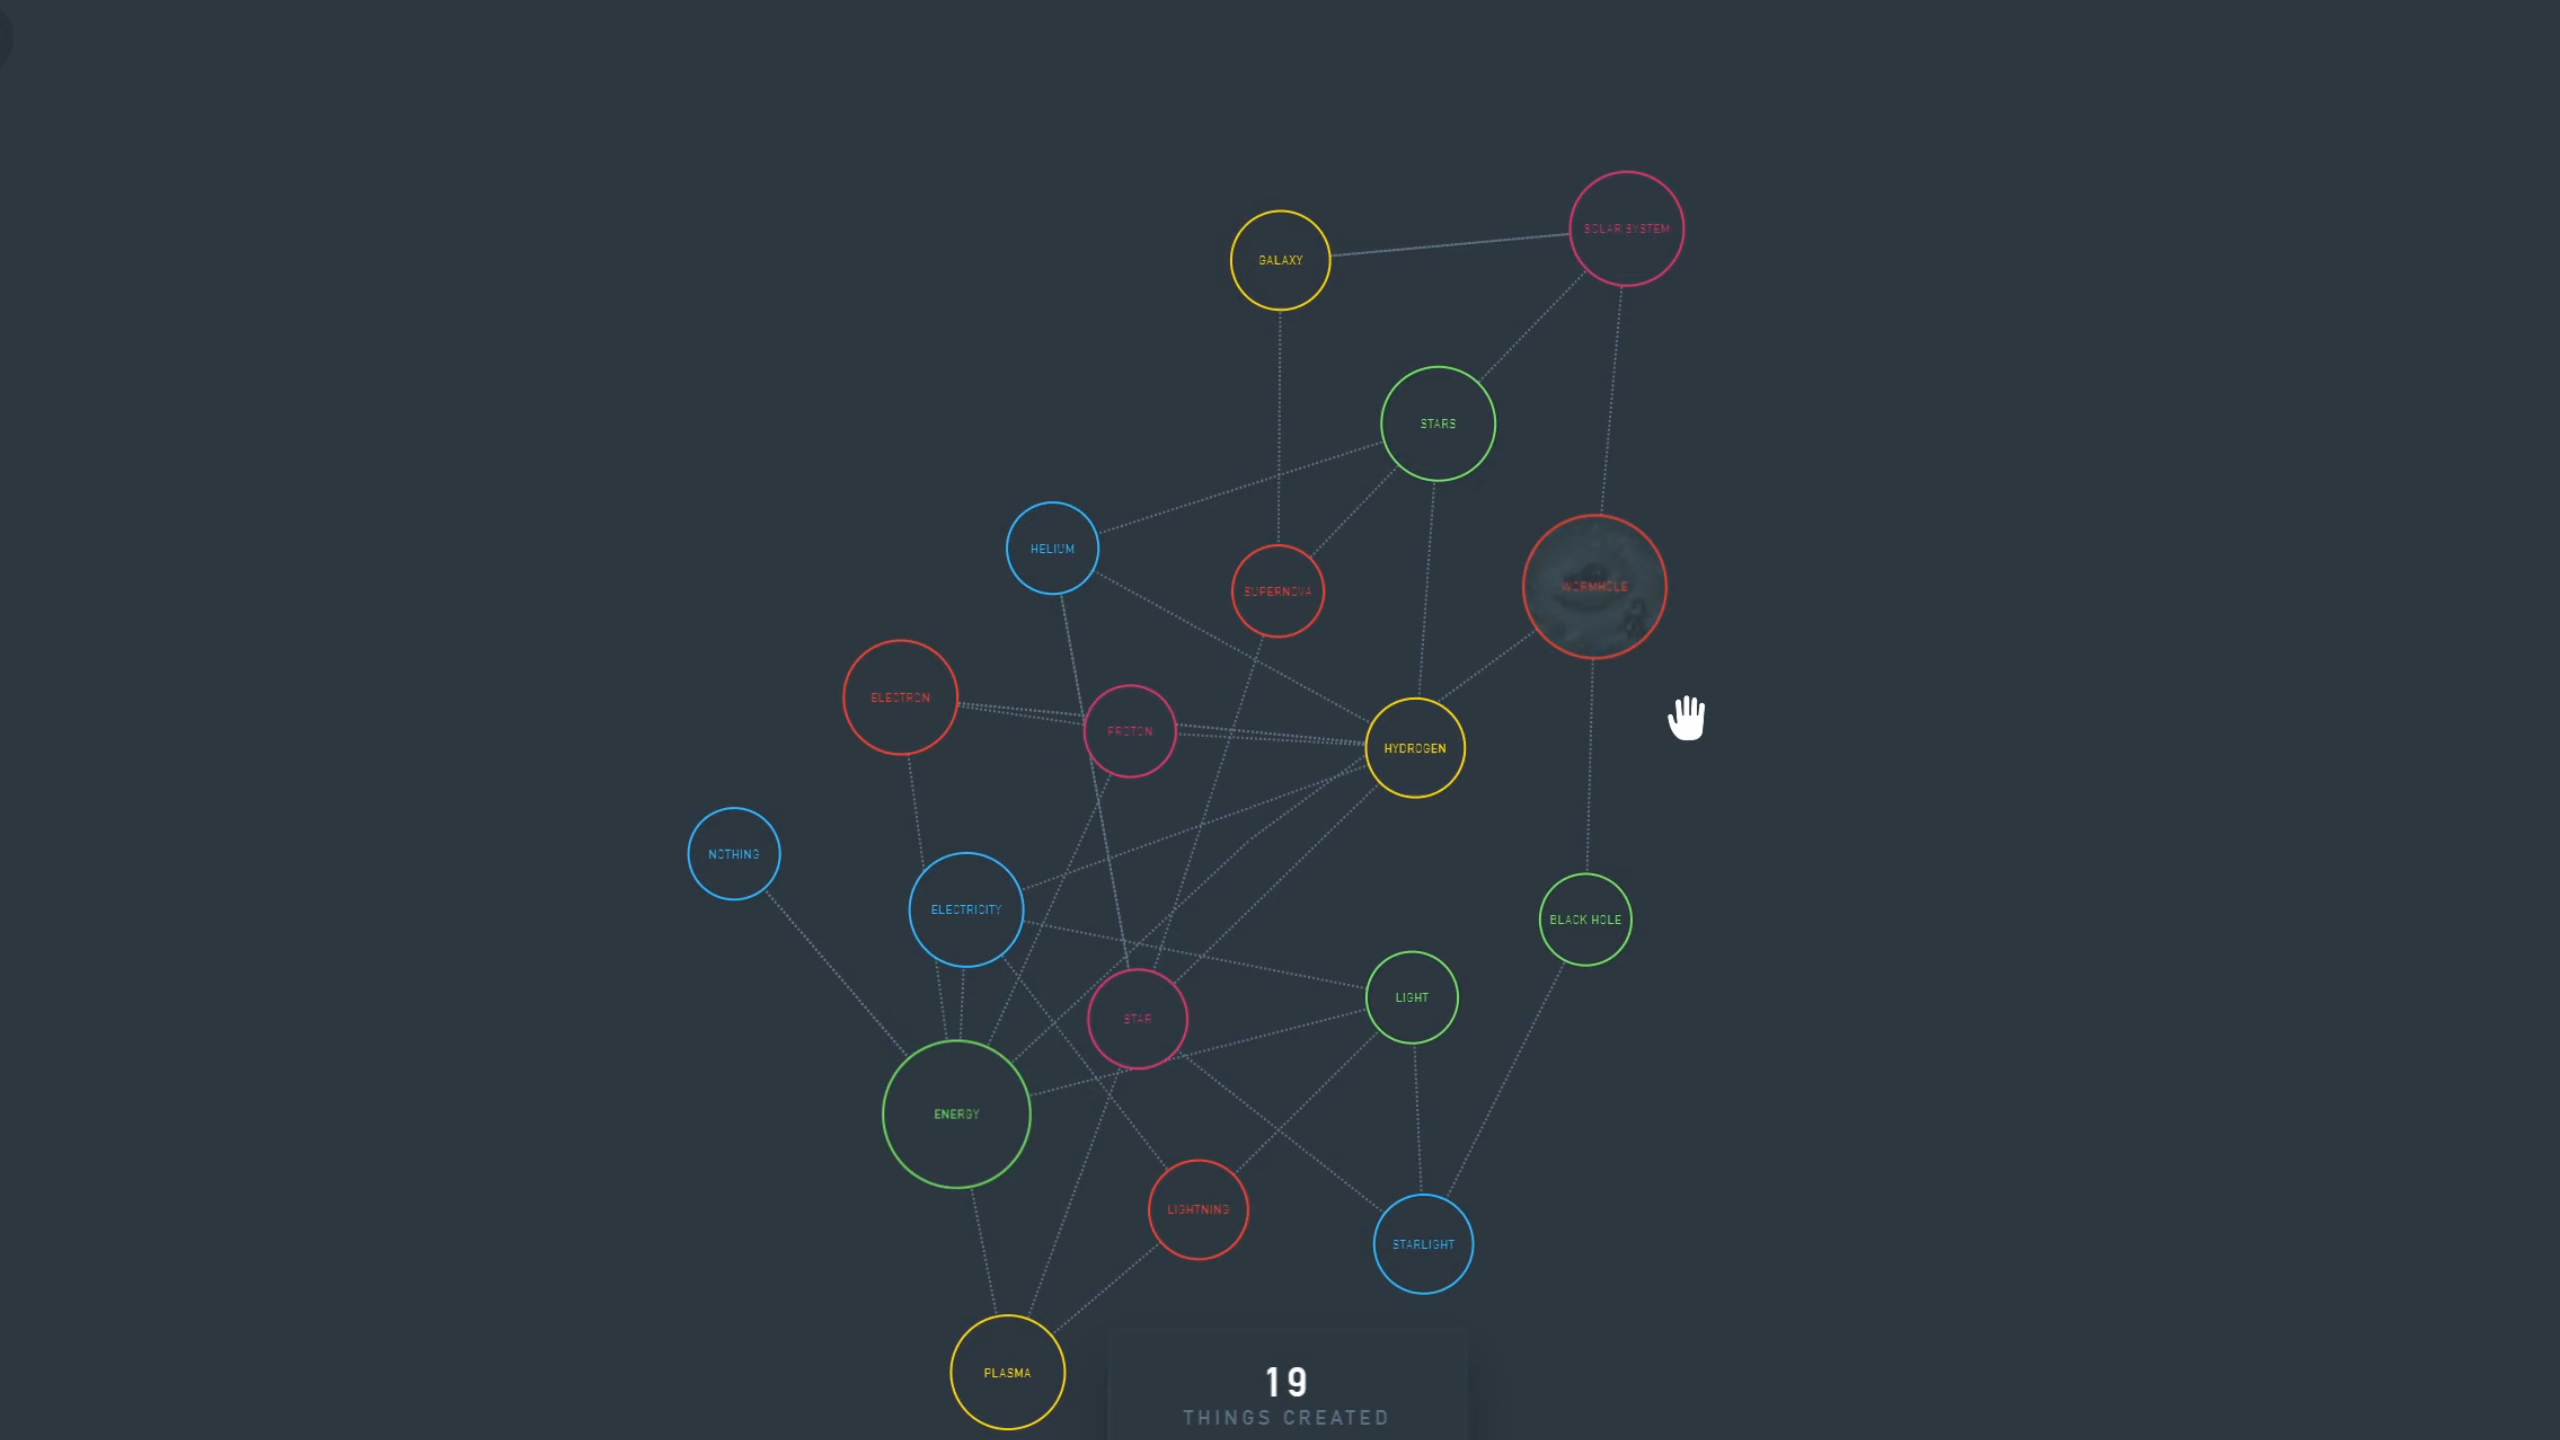 SOLAR SYSTEM
GALAXY
STARS
HELIUM
SUPERNOVA
WORMHOLE
ELECTRON
PROTON
HYDROGEN
NOTHING
ELECTRICITY
BLACK HOLE
LIGHT
STAR
ENERGY
LIGHTNING
STARLIGHT
PLASMA
19
THINGS CREATED